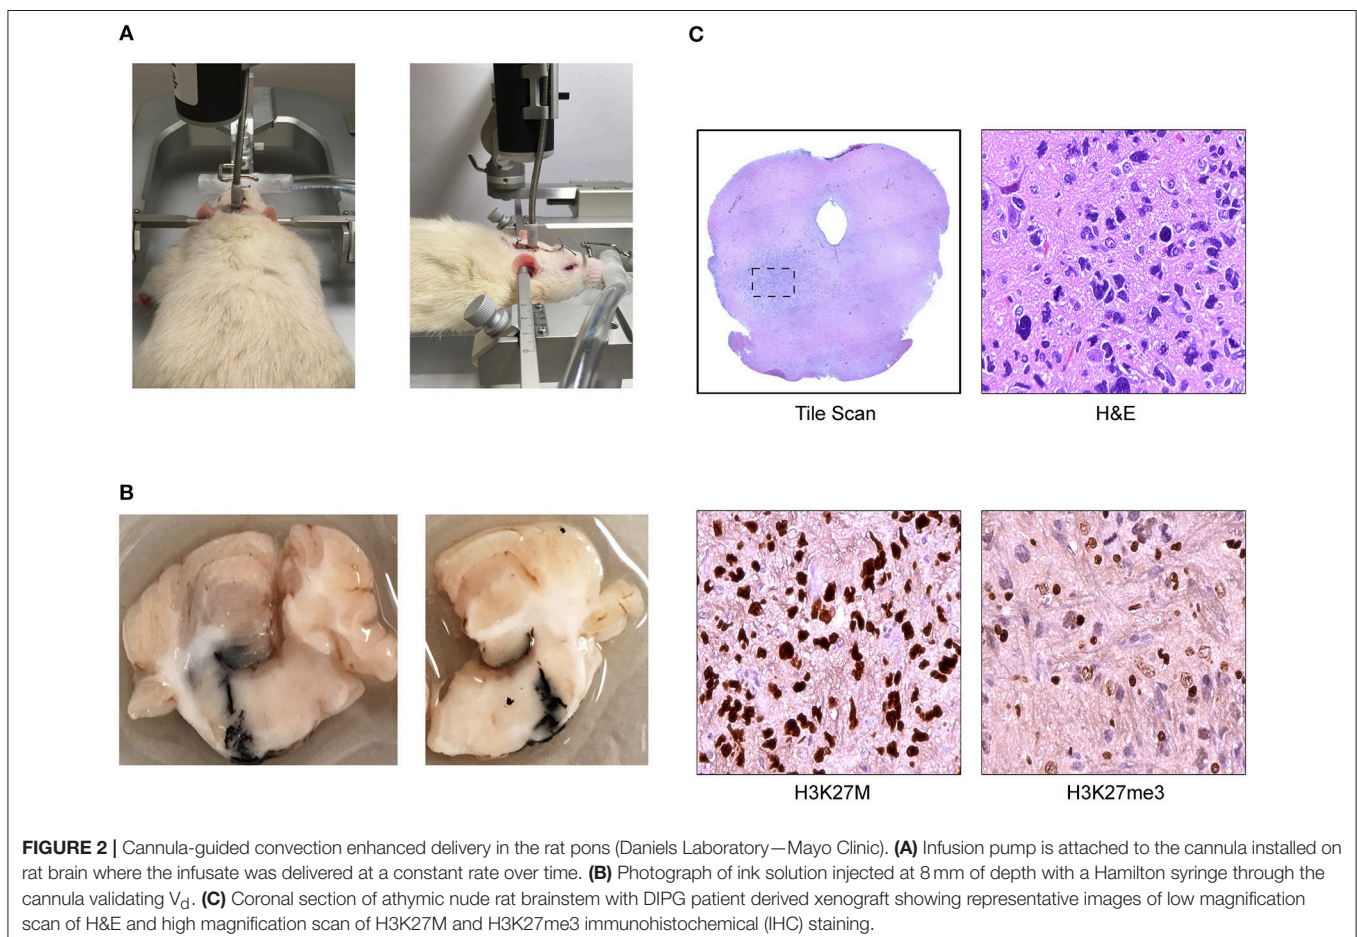 A
C
Tile Scan
H&E
B
H3K27M
H3K27me3
FIGURE 2 | Cannula-guided convection enhanced delivery in the rat pons (Daniels Laboratory—Mayo Clinic). (A) Infusion pump is attached to the cannula installed on
rat brain where the infusate was delivered at a constant rate over time. (B) Photograph of ink solution injected at 8 mm of depth with a Hamilton syringe through the
cannula validating Vd. (C) Coronal section of athymic nude rat brainstem with DIPG patient derived xenograft showing representative images of low magnification
scan of H&E and high magnification scan of H3K27M and H3K27me3 immunohistochemical (IHC) staining.